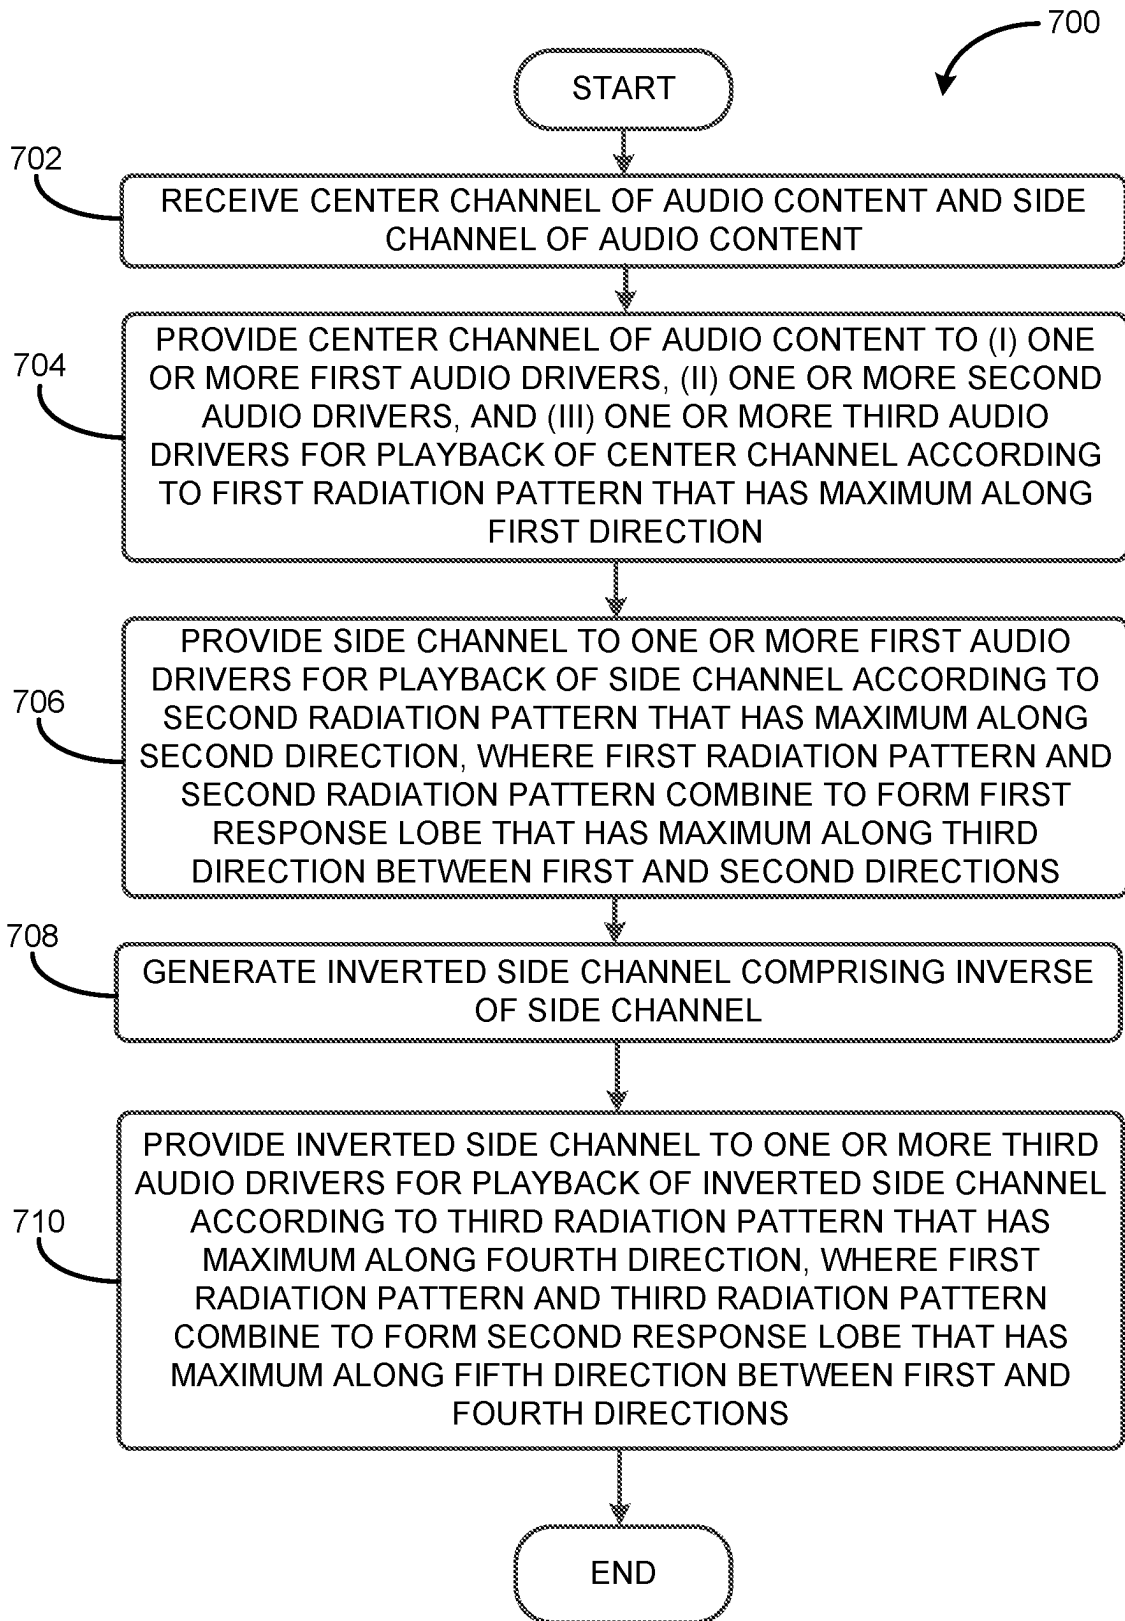 700
START
702
RECEIVE CENTER CHANNEL OF AUDIO CONTENT AND SIDE
CHANNEL OF AUDIO CONTENT
704
PROVIDE CENTER CHANNEL OF AUDIO CONTENT TO (I) ONE
OR MORE FIRST AUDIO DRIVERS, (II) ONE OR MORE SECOND
AUDIO DRIVERS, AND (III) ONE OR MORE THIRD AUDIO
DRIVERS FOR PLAYBACK OF CENTER CHANNEL ACCORDING
TO FIRST RADIATION PATTERN THAT HAS MAXIMUM ALONG
FIRST DIRECTION
706
PROVIDE SIDE CHANNEL TO ONE OR MORE FIRST AUDIO
DRIVERS FOR PLAYBACK OF SIDE CHANNEL ACCORDING TO
SECOND RADIATION PATTERN THAT HAS MAXIMUM ALONG
SECOND DIRECTION, WHERE FIRST RADIATION PATTERN AND
SECOND RADIATION PATTERN COMBINE TO FORM FIRST
RESPONSE LOBE THAT HAS MAXIMUM ALONG THIRD
DIRECTION BETWEEN FIRST AND SECOND DIRECTIONS
708
GENERATE INVERTED SIDE CHANNEL COMPRISING INVERSE
OF SIDE CHANNEL
710
PROVIDE INVERTED SIDE CHANNEL TO ONE OR MORE THIRD
AUDIO DRIVERS FOR PLAYBACK OF INVERTED SIDE CHANNEL
ACCORDING TO THIRD RADIATION PATTERN THAT HAS
MAXIMUM ALONG FOURTH DIRECTION, WHERE FIRST
RADIATION PATTERN AND THIRD RADIATION PATTERN
COMBINE TO FORM SECOND RESPONSE LOBE THAT HAS
MAXIMUM ALONG FIFTH DIRECTION BETWEEN FIRST AND
FOURTH DIRECTIONS
END